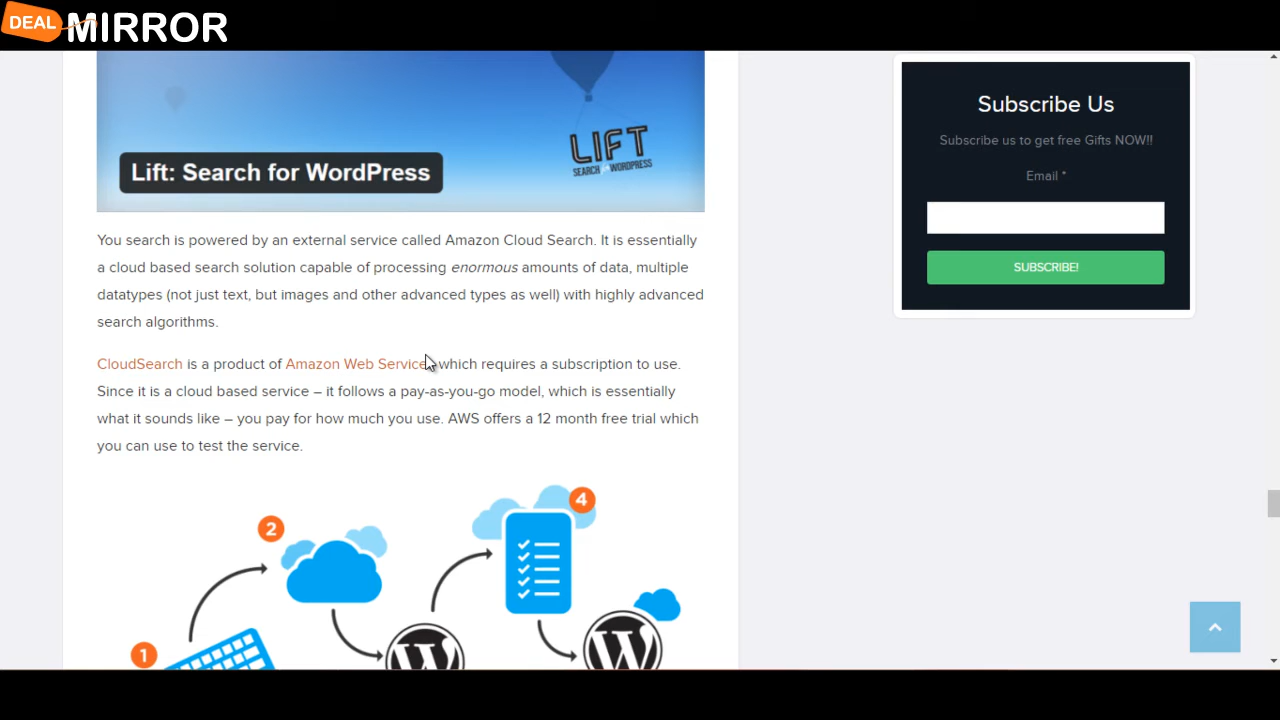 DEAL MIRROR
LIFT
SEARCH for WORDPRESS
Lift: Search for WordPress
You search is powered by an external service called Amazon Cloud Search. It is essentially
a cloud based search solution capable of processing enormous amounts of data, multiple
datatypes (not just text, but images and other advanced types as well) with highly advanced
search algorithms.
CloudSearch is a product of Amazon Web Service which requires a subscription to use.
Since it is a cloud based service – it follows a pay-as-you-go model, which is essentially
what it sounds like – you pay for how much you use. AWS offers a 12 month free trial which
you can use to test the service.
2
4
1
Subscribe Us
Subscribe us to get free Gifts NOW!!
Email *
SUBSCRIBE!